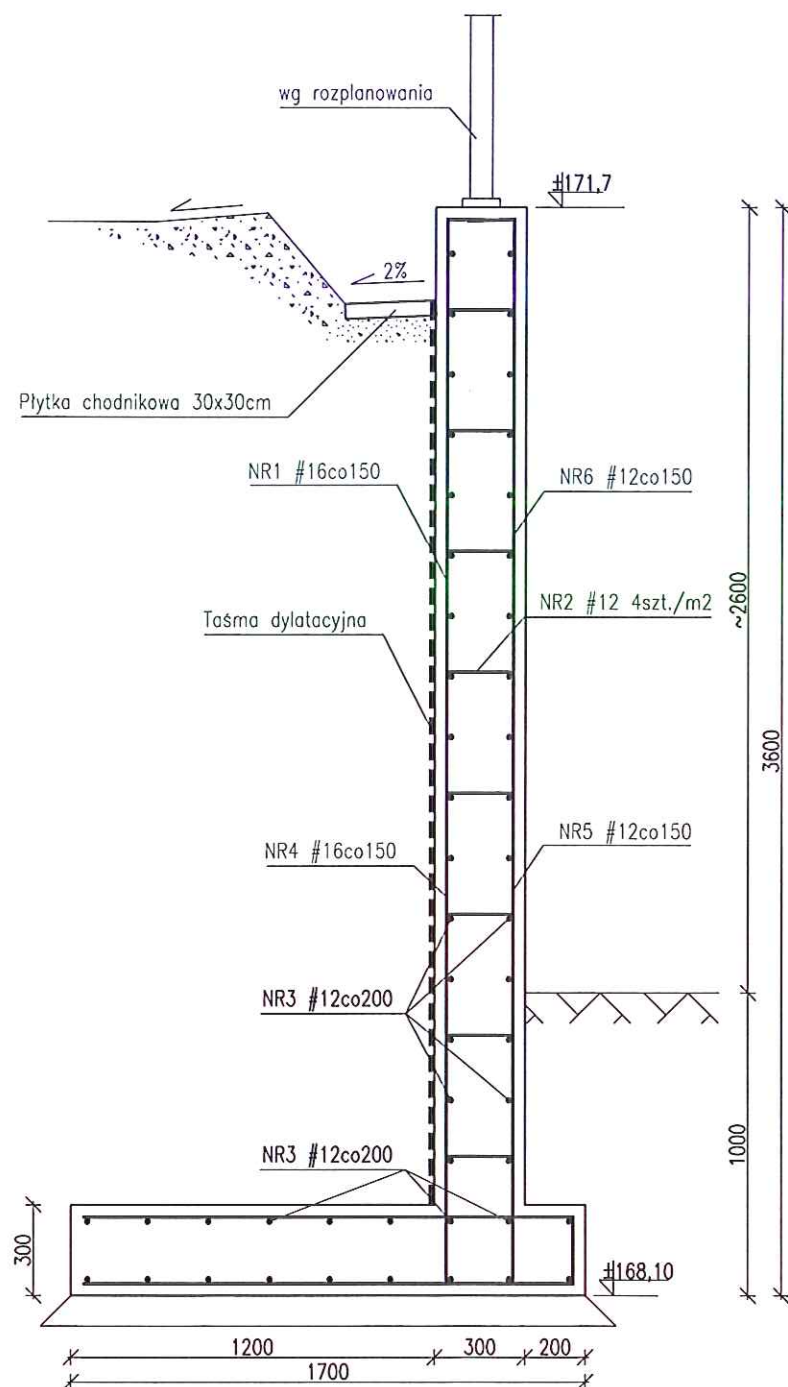 wg rozplanowania
±171,7
2%
Płytka chodnikowa 30x30cm
NR1 #16co150
NR6 #12co150
NR2 #12 4szt./m2
Taśma dylatacyjna
~2600
3600
NR4 #16co150
NR5 #12co150
NR3 #12co200
NR3 #12co200
1000
300
±168,10
1200
300
200
1700